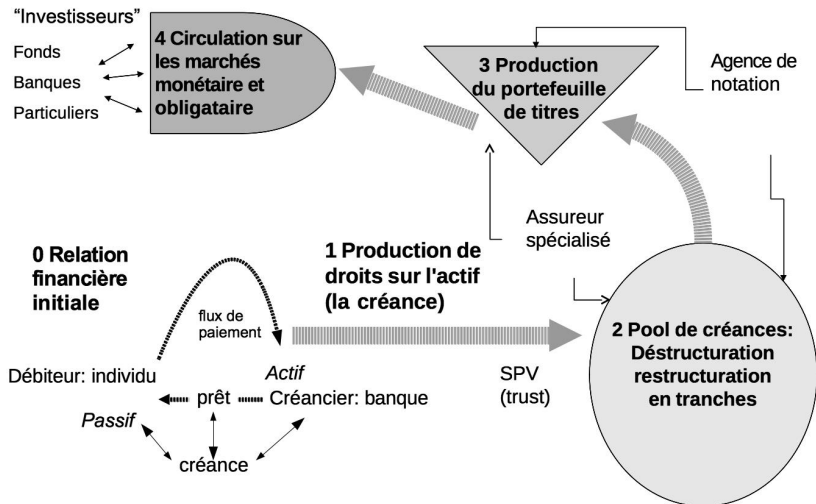 “Investisseurs”
Fonds
Banques
Particuliers
4 Circulation sur
les marchés
monétaire et
obligataire
3 Production
du portefeuille
de titres
Agence de
notation
Assureur
spécialisé
0 Relation
financière
initiale
1 Production de
droits sur l'actif
(la créance)
flux de
paiement
2 Pool de créances:
Déstructuration
restructuration
en tranches
Débiteur: individu
prêt
Actif
Créancier: banque
SPV
(trust)
Passif
créance